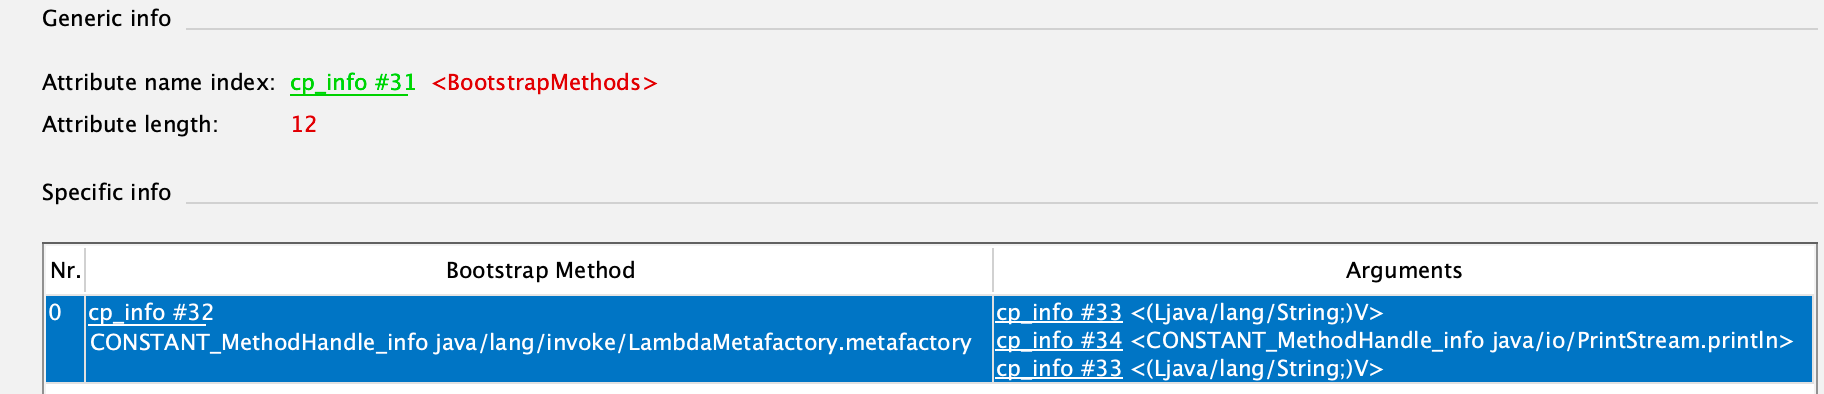 Generic info
Attribute name index: cp_info #31 <BootstrapMethods>
Attribute length: 12
Specific info
Nr. Bootstrap Method Arguments
0 cp_info #32 cp_info #33 <(Ljava/lang/String;)V>
CONSTANT_MethodHandle_info java/lang/invoke/LambdaMetafactory.metafactory cp_info #34 <CONSTANT_MethodHandle_info java/io/PrintStream.println>
cp_info #33 <(Ljava/lang/String;)V>